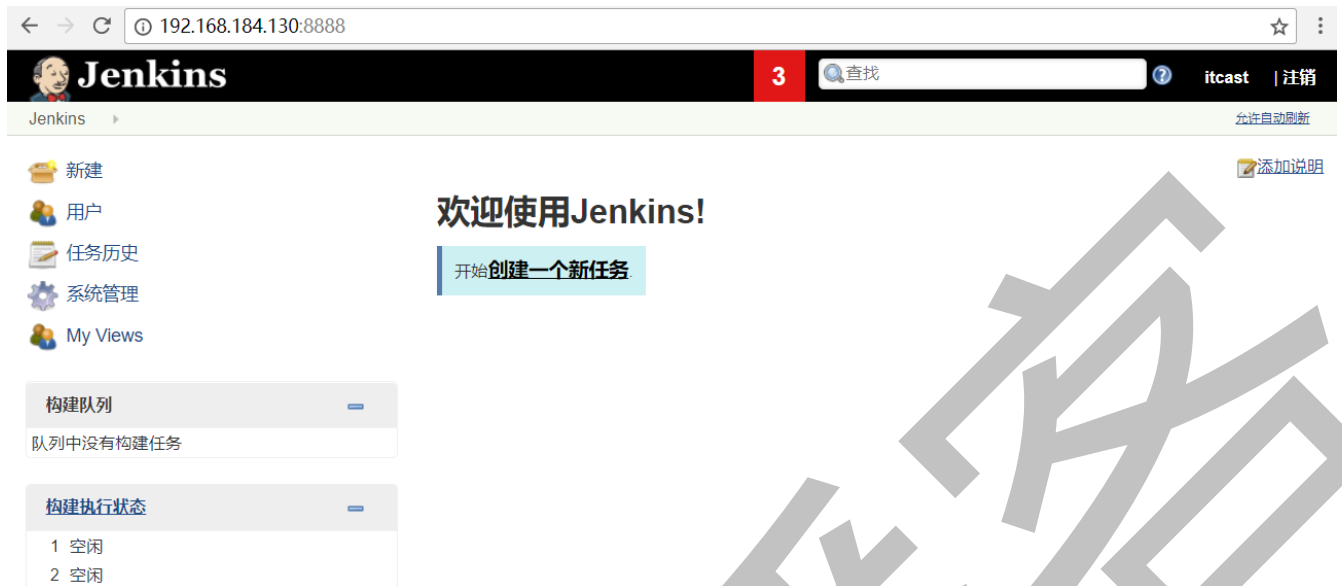 192.168.184.130:8888
Jenkins
3
查找
itcast
|注销
Jenkins
允许自动刷新
新建
用户
任务历史
系统管理
My Views
构建队列
队列中没有构建任务
构建执行状态
1 空闲
2 空闲
添加说明
欢迎使用Jenkins!
开始创建一个新任务.